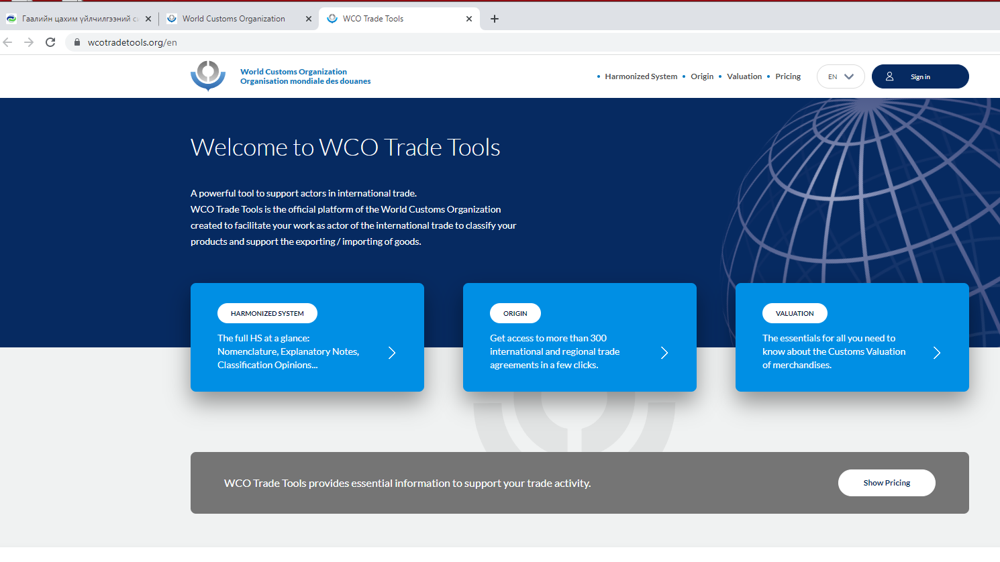 Гаалийн цахим үйлчилгээний
World Customs Organization
WCO Trade Tools
wcotradetools.org/en
World Customs Organization
Organisation mondiale des douanes
Harmonized System
Origin
Valuation
Pricing
EN
Sign in
Welcome to WCO Trade Tools
A powerful tool to support actors in international trade.
WCO Trade Tools is the official platform of the World Customs Organization
created to facilitate your work as actor of the international trade to classify your
products and support the exporting / importing of goods.
HARMONIZED SYSTEM
The full HS at a glance:
Nomenclature, Explanatory Notes,
Classification Opinions...
ORIGIN
Get access to more than 300
international and regional trade
agreements in a few clicks.
VALUATION
The essentials for all you need to
know about the Customs Valuation
of merchandises.
WCO Trade Tools provides essential information to support your trade activity.
Show Pricing